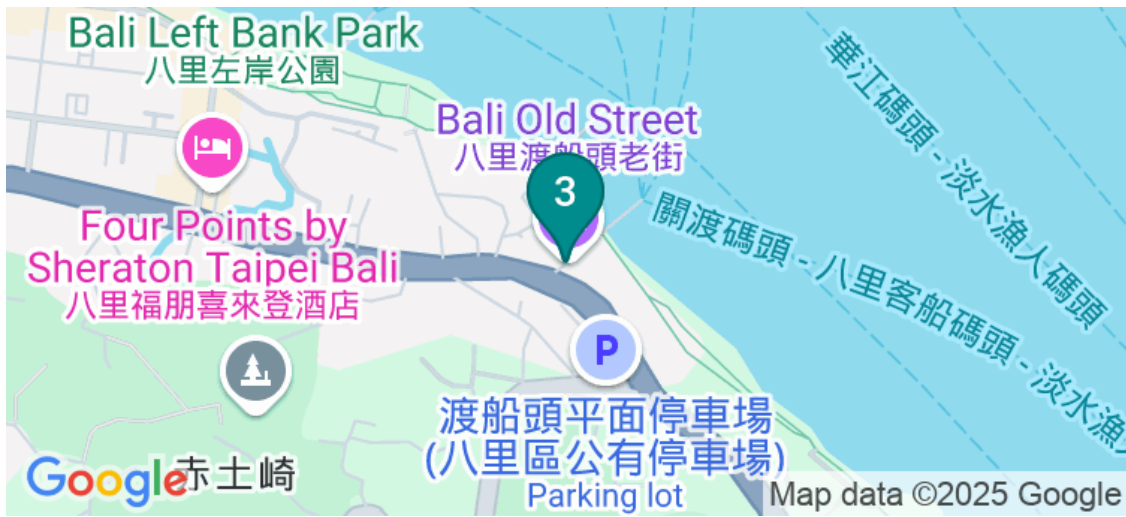 Bali Left Bank Park
八里左岸公園
華江碼頭 - 淡水漁人碼頭
Bali Old Street
八里渡船頭老街
3
關渡碼頭 - 八里客船碼頭 - 淡水漁
Four Points by
Sheraton Taipei Bali
八里福朋喜來登酒店
P
渡船頭平面停車場
(八里區公有停車場)
Parking lot
Google
赤土崎
Map data ©2025 Google